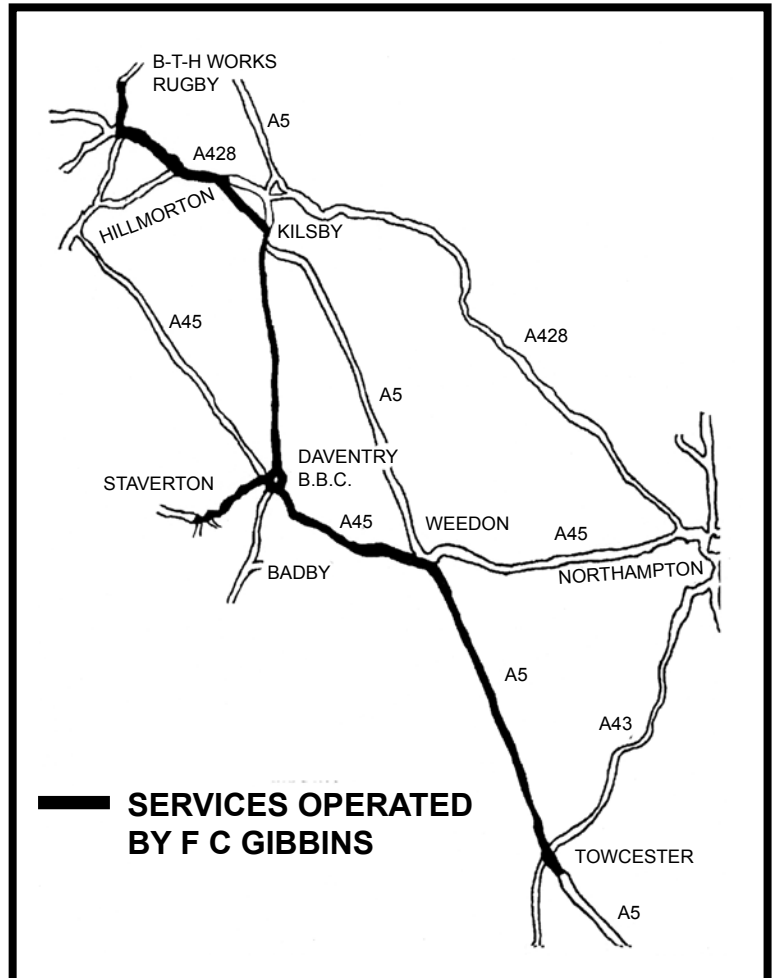 B-T-H WORKS
RUGBY
A5
A428
HILLMORTON
KILSBY
A45
A428
A5
DAVENTRY
B.B.C.
STAVERTON
A45
WEEDON
A45
NORTHAMPTON
BADBY
A5
A43
SERVICES OPERATED
BY F C GIBBINS
TOWCESTER
A5